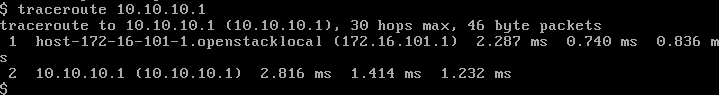 $ traceroute 10.10.10.1
traceroute to 10.10.10.1 (10.10.10.1), 30 hops max, 46 byte packets
 1  host-172-16-101-1.openstacklocal (172.16.101.1)  2.287 ms  0.740 ms  0.836 m
s
 2  10.10.10.1 (10.10.10.1)  2.816 ms  1.414 ms  1.232 ms
$